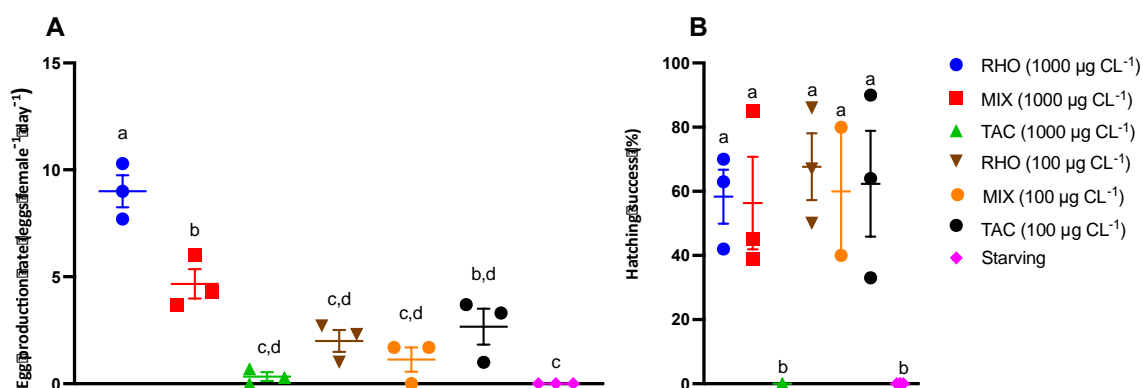 A
B
15
10
5
0
Egg production rate (eggs female⁻¹ day⁻¹)
a
b
c,d
c,d
c,d
b,d
c
100
80
60
40
20
0
Hatching success (%)
a
a
b
a
a
a
b
RHO (1000 µg CL⁻¹)
MIX (1000 µg CL⁻¹)
TAC (1000 µg CL⁻¹)
RHO (100 µg CL⁻¹)
MIX (100 µg CL⁻¹)
TAC (100 µg CL⁻¹)
Starving